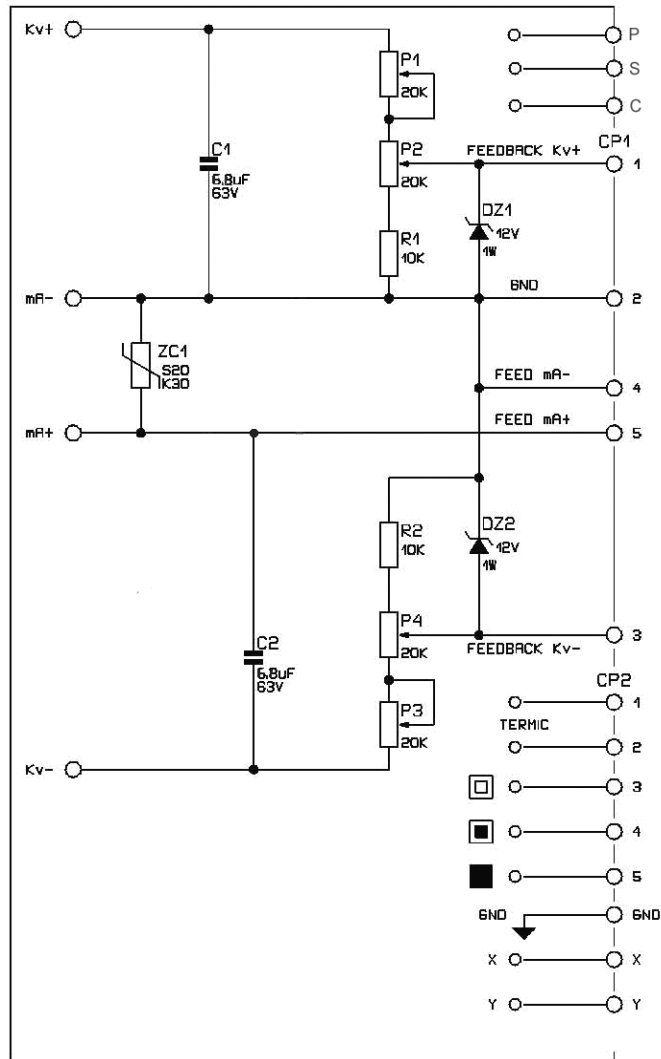 Kv+
P1
20K
P
S
C
CP1
C1
6.8uF
63V
P2
20K
FEEDBACK Kv+
1
R1
10K
DZ1
12V
1W
mA-
GND
2
ZC1
S20
K30
FEED mA-
4
mA+
FEED mA+
5
R2
10K
DZ2
12V
1W
C2
6.8uF
63V
P4
20K
FEEDBACK Kv-
3
CP2
P3
20K
1
TERMIC
2
Kv-
3
4
5
GND
GND
X
X
Y
Y